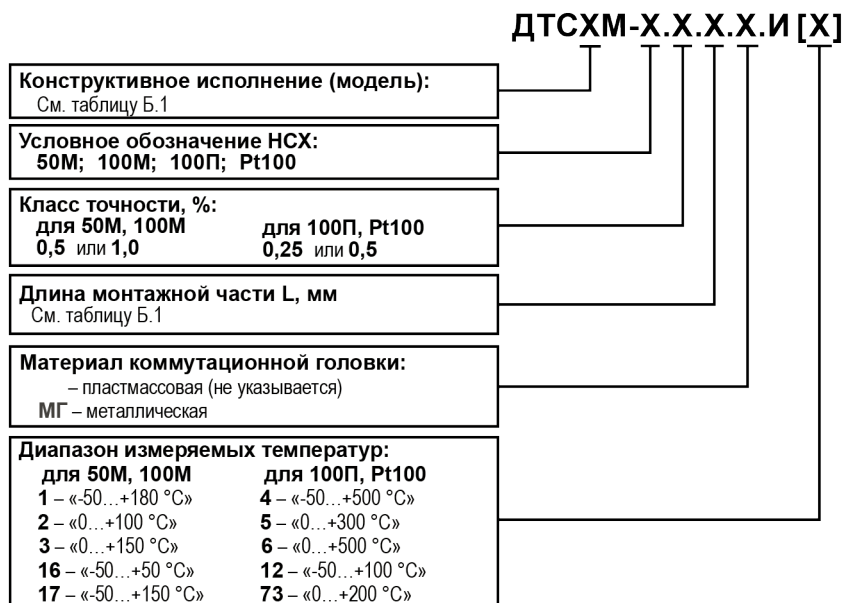 ДТСХМ-Х.Х.Х.Х.И [Х]
Конструктивное исполнение (модель):
См. таблицу Б.1
Условное обозначение НСХ:
50М; 100М; 100П; Pt100
Класс точности, %:
для 50М, 100М для 100П, Pt100
0,5 или 1,0 0,25 или 0,5
Длина монтажной части L, мм
См. таблицу Б.1
Материал коммутационной головки:
– пластмассовая (не указывается)
МГ – металлическая
Диапазон измеряемых температур:
для 50М, 100М для 100П, Pt100
1 – «-50…+180 °С» 4 – «-50…+500 °С»
2 – «0…+100 °С» 5 – «0…+300 °С»
3 – «0…+150 °С» 6 – «0…+500 °С»
16 – «-50…+50 °С» 12 – «-50…+100 °С»
17 – «-50…+150 °С» 73 – «0…+200 °С»